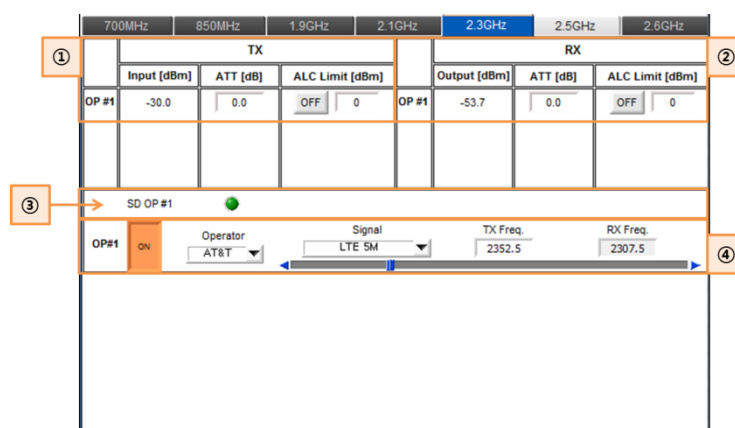 700MHz 850MHz 1.9GHz 2.1GHz 2.3GHz 2.5GHz 2.6GHz
① TX RX ②
Input [dBm] ATT [dB] ALC Limit [dBm] Output [dBm] ATT [dB] ALC Limit [dBm]
OP #1 -30.0 0.0 OFF 0 OP #1 -53.7 0.0 OFF 0
③ SD OP #1
Operator Signal TX Freq. RX Freq.
OP#1 ON AT&T LTE 5M 2352.5 2307.5 ④